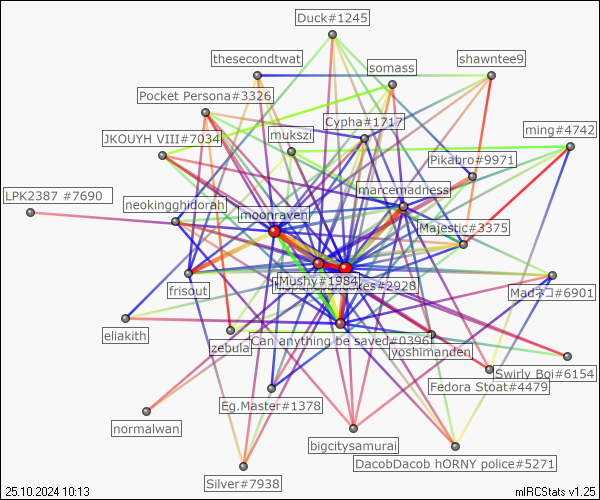 Duck#1245
thesecondtwat
shawntee9
somass
Pocket Persona#3326
Cypha#1717
ming#4742
JKOUYH VIII#7034
mukszi
Pikabro#9971
marcemadness
LPK2387 #7690
neokingghidorah
moonraven
Majestic#3375
Mushy#1984
cakes#2928
frisout
Madネコ#6901
eliakith
zebula
Can anything be saved#0396
yoshimanden
Swirly Boi#6154
Fedora Stoat#4479
Eg.Master#1378
normalwan
bigcitysamurai
DacobDacob hORNY police#5271
Silver#7938
25.10.2024 10:13
mIRCStats v1.25